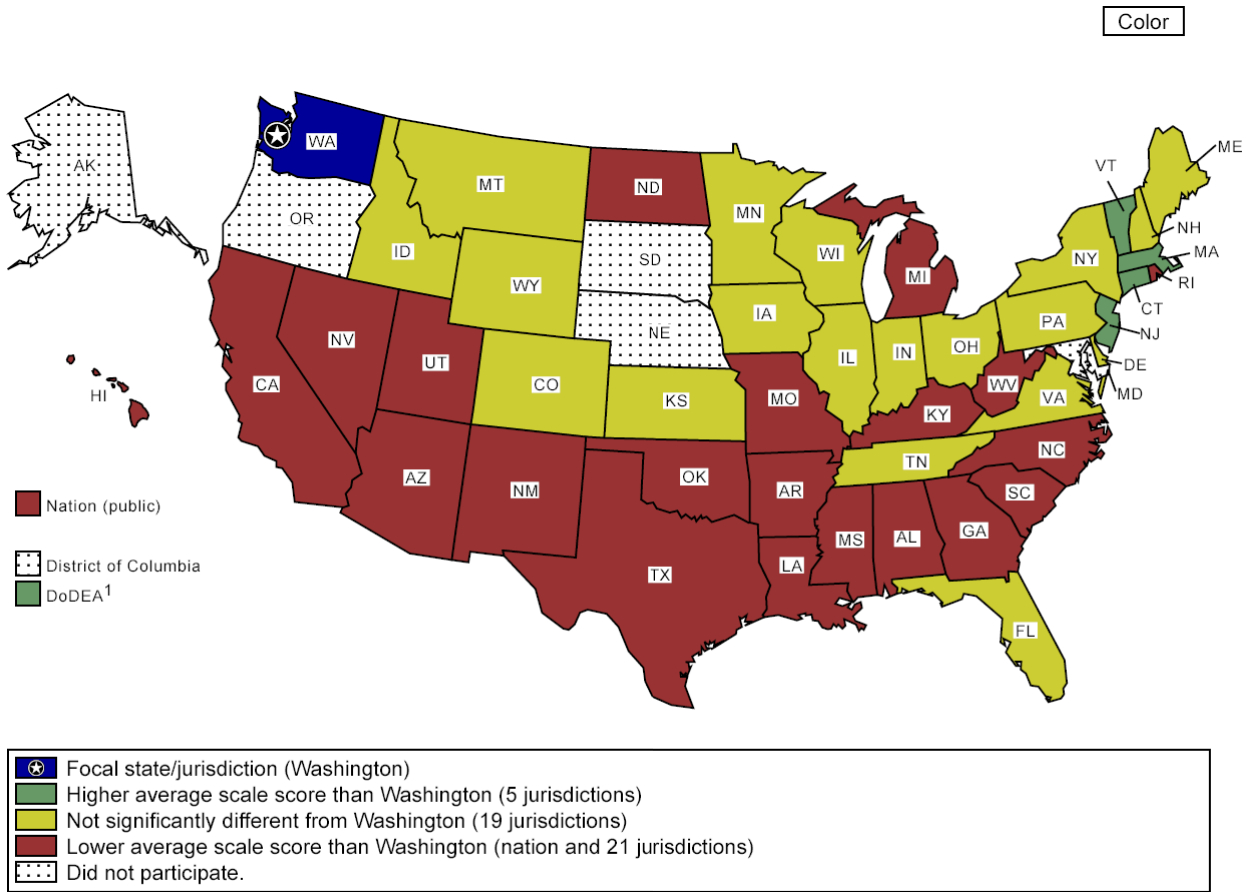 Color
AK
WA
OR
MT
ID
WY
ND
SD
NE
MN
WI
MI
IA
IL
IN
OH
NY
PA
VT
ME
NH
MA
RI
CT
NJ
DE
MD
NV
UT
CO
KS
MO
KY
WV
VA
CA
HI
AZ
NM
OK
AR
TN
NC
SC
MS
AL
GA
TX
LA
FL
Nation (public)
District of Columbia
DoDEA1
Focal state/jurisdiction (Washington)
Higher average scale score than Washington (5 jurisdictions)
Not significantly different from Washington (19 jurisdictions)
Lower average scale score than Washington (nation and 21 jurisdictions)
Did not participate.